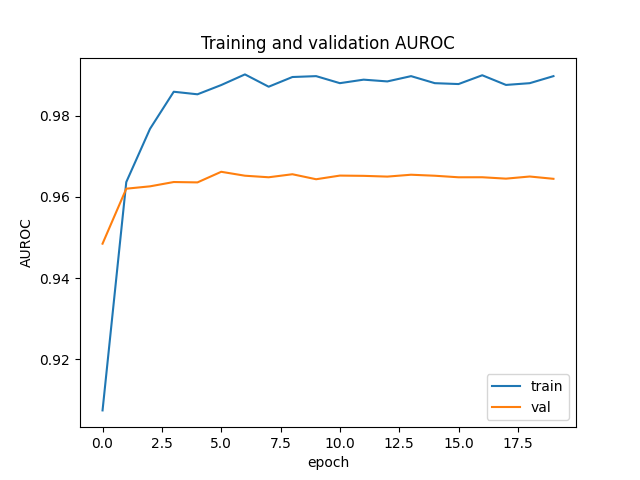 Training and validation AUROC
AUROC
0.98
0.96
0.94
0.92
train
val
0.0 2.5 5.0 7.5 10.0 12.5 15.0 17.5
epoch